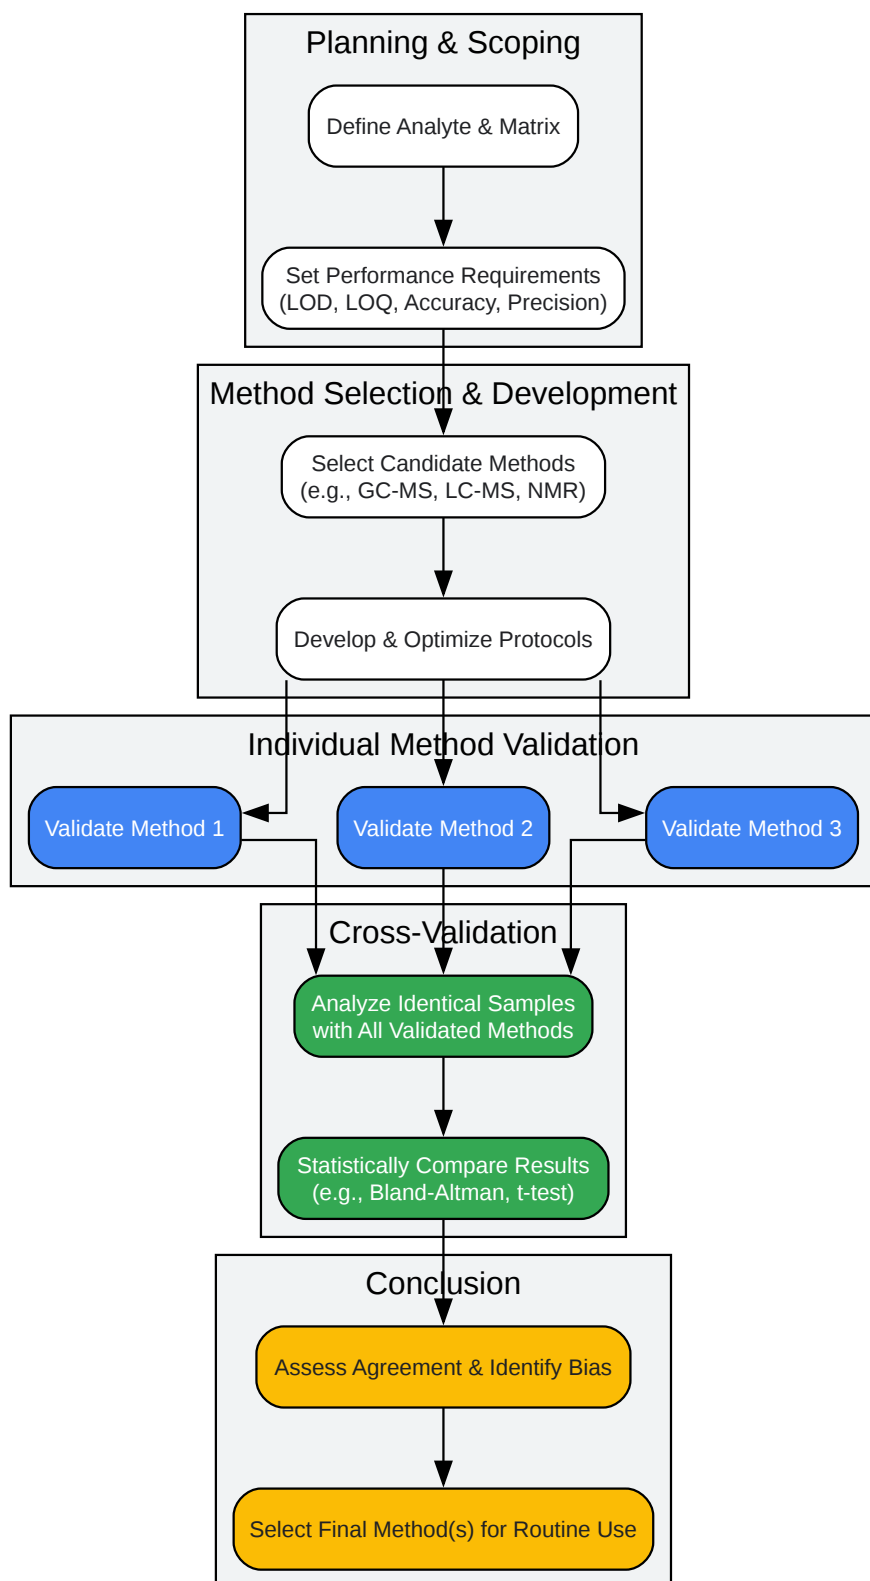 Planning & Scoping
Define Analyte & Matrix
Set Performance Requirements
(LOD, LOQ, Accuracy, Precision)
Method Selection & Development
Select Candidate Methods
(e.g., GC-MS, LC-MS, NMR)
Develop & Optimize Protocols
Individual Method Validation
Validate Method 1
Validate Method 2
Validate Method 3
Cross-Validation
Analyze Identical Samples
with All Validated Methods
Statistically Compare Results
(e.g., Bland-Altman, t-test)
Conclusion
Assess Agreement & Identify Bias
Select Final Method(s) for Routine Use